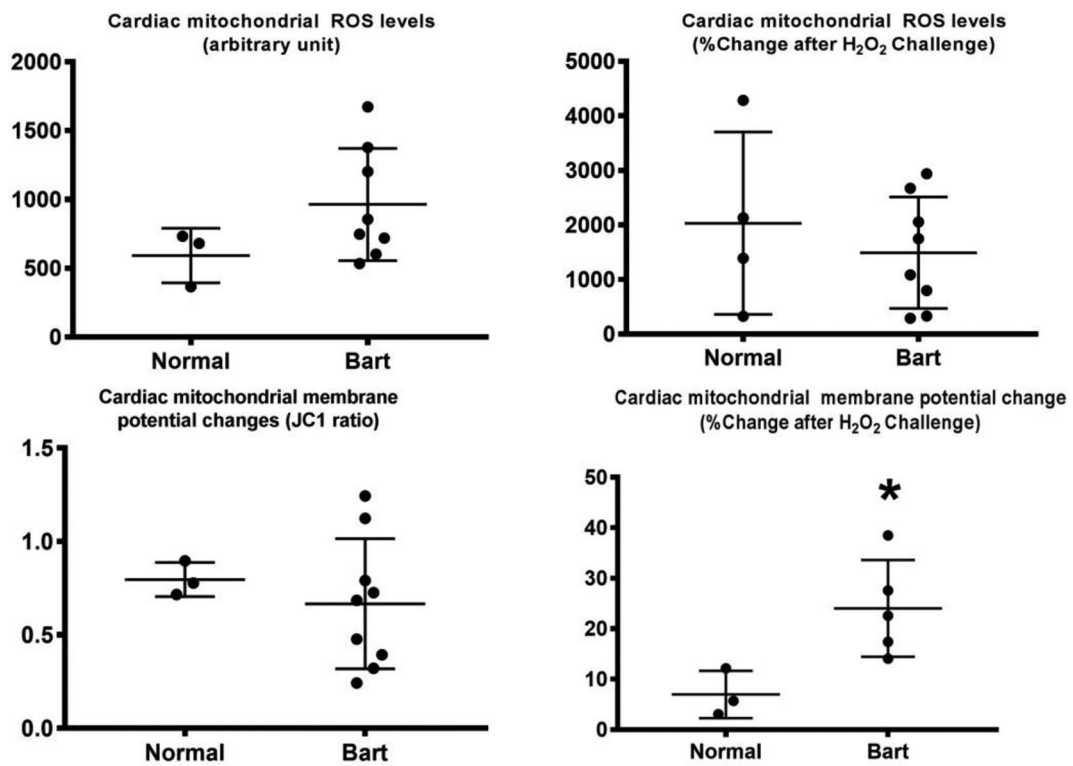 Cardiac mitochondrial ROS levels
(arbitrary unit)
2000
1500
1000
500
0
Normal Bart
Cardiac mitochondrial ROS levels
(%Change after H₂O₂ Challenge)
5000
4000
3000
2000
1000
0
Normal Bart
Cardiac mitochondrial membrane
potential changes (JC1 ratio)
1.5
1.0
0.5
0.0
Normal Bart
Cardiac mitochondrial membrane potential change
(%Change after H₂O₂ Challenge)
50
40
30
20
10
0
*
Normal Bart